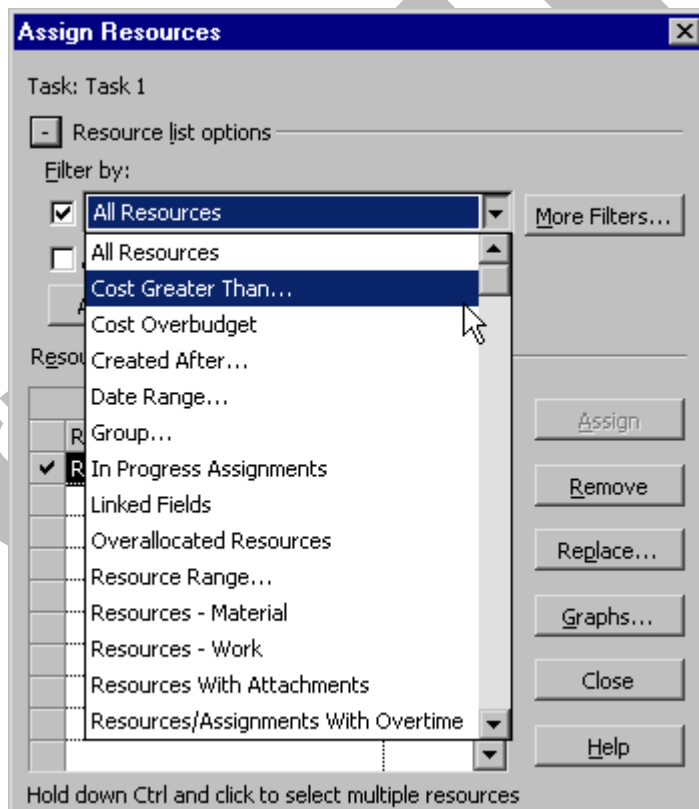 Assign Resources
Task: Task 1
- Resource list options
Filter by:
All Resources
More Filters...
All Resources
Cost Greater Than...
A
Cost Overbudget
Resou
Created After...
Date Range...
Assign
R
Group...
R
In Progress Assignments
Remove
Linked Fields
Overallocated Resources
Replace...
Resource Range...
Resources - Material
Graphs...
Resources - Work
Resources With Attachments
Close
Resources/Assignments With Overtime
Help
Hold down Ctrl and click to select multiple resources